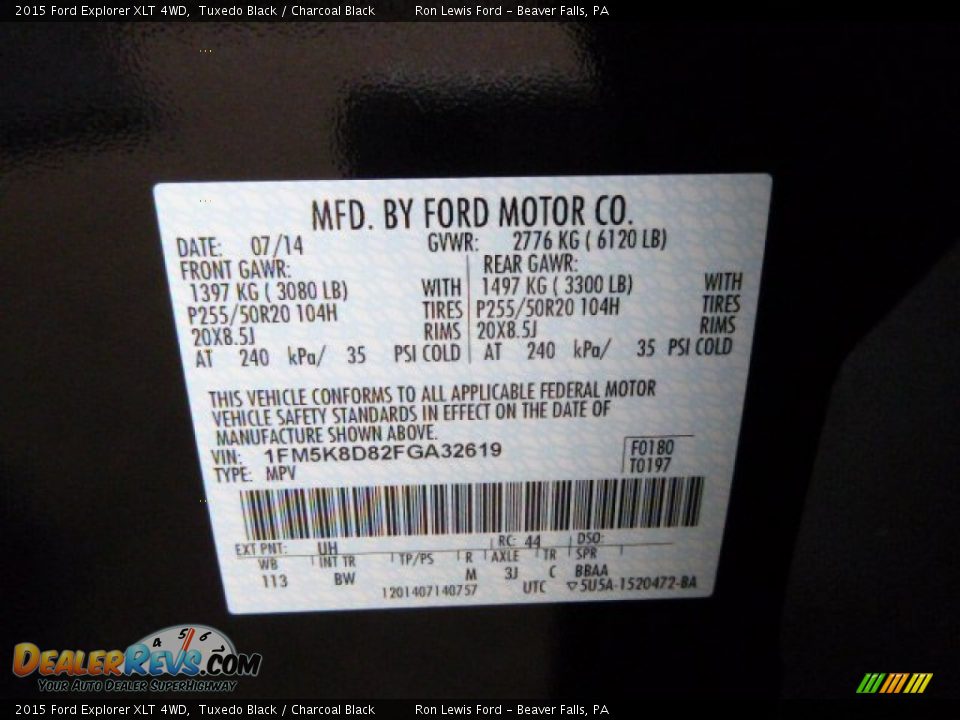 2015 Ford Explorer XLT 4WD,  Tuxedo Black / Charcoal Black     Ron Lewis Ford – Beaver Falls, PA
MFD. BY FORD MOTOR CO.
DATE: 07/14 GVWR: 2776 KG ( 6120 LB)
FRONT GAWR: REAR GAWR:
1397 KG ( 3080 LB) WITH 1497 KG ( 3300 LB) WITH
P255/50R20 104H TIRES P255/50R20 104H TIRES
20X8.5J RIMS 20X8.5J RIMS
AT 240 kPa/ 35 PSI COLD AT 240 kPa/ 35 PSI COLD
THIS VEHICLE CONFORMS TO ALL APPLICABLE FEDERAL MOTOR
VEHICLE SAFETY STANDARDS IN EFFECT ON THE DATE OF
MANUFACTURE SHOWN ABOVE.
VIN: 1FM5K8D82FGA32619 F0180
TYPE: MPV T0197
EXT PNT: UH RC: 44 DSO:
WB INT TR TP/PS R AXLE TR SPR
113 BW M 3J C BBAA
1201407140757 UTC ▽5U5A-1520472-BA
4 5 6
DEALERREVS.COM
YOUR AUTO DEALER SUPERHIGHWAY
2015 Ford Explorer XLT 4WD,  Tuxedo Black / Charcoal Black     Ron Lewis Ford – Beaver Falls, PA